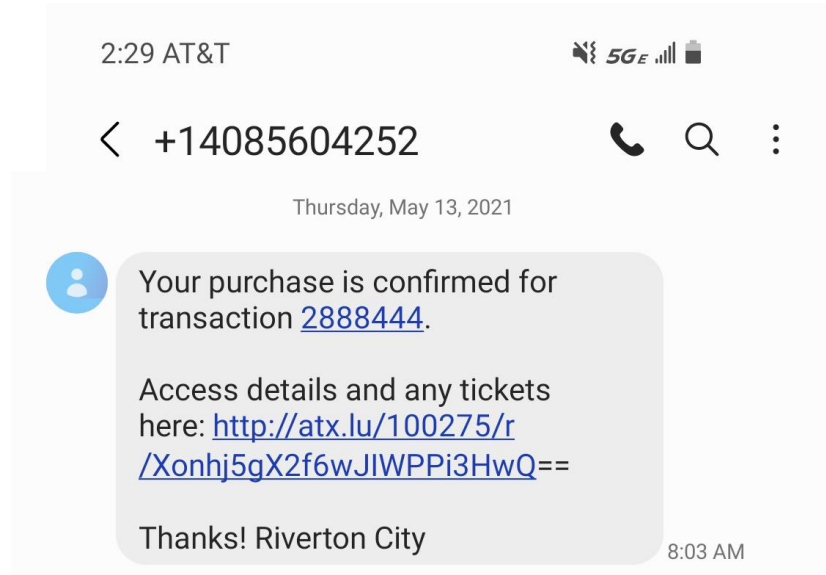 2:29 AT&T 5GE
+14085604252
Thursday, May 13, 2021
Your purchase is confirmed for
transaction 2888444.
Access details and any tickets
here: http://atx.lu/100275/r
/Xonhj5gX2f6wJIWPPi3HwQ==
Thanks! Riverton City
8:03 AM